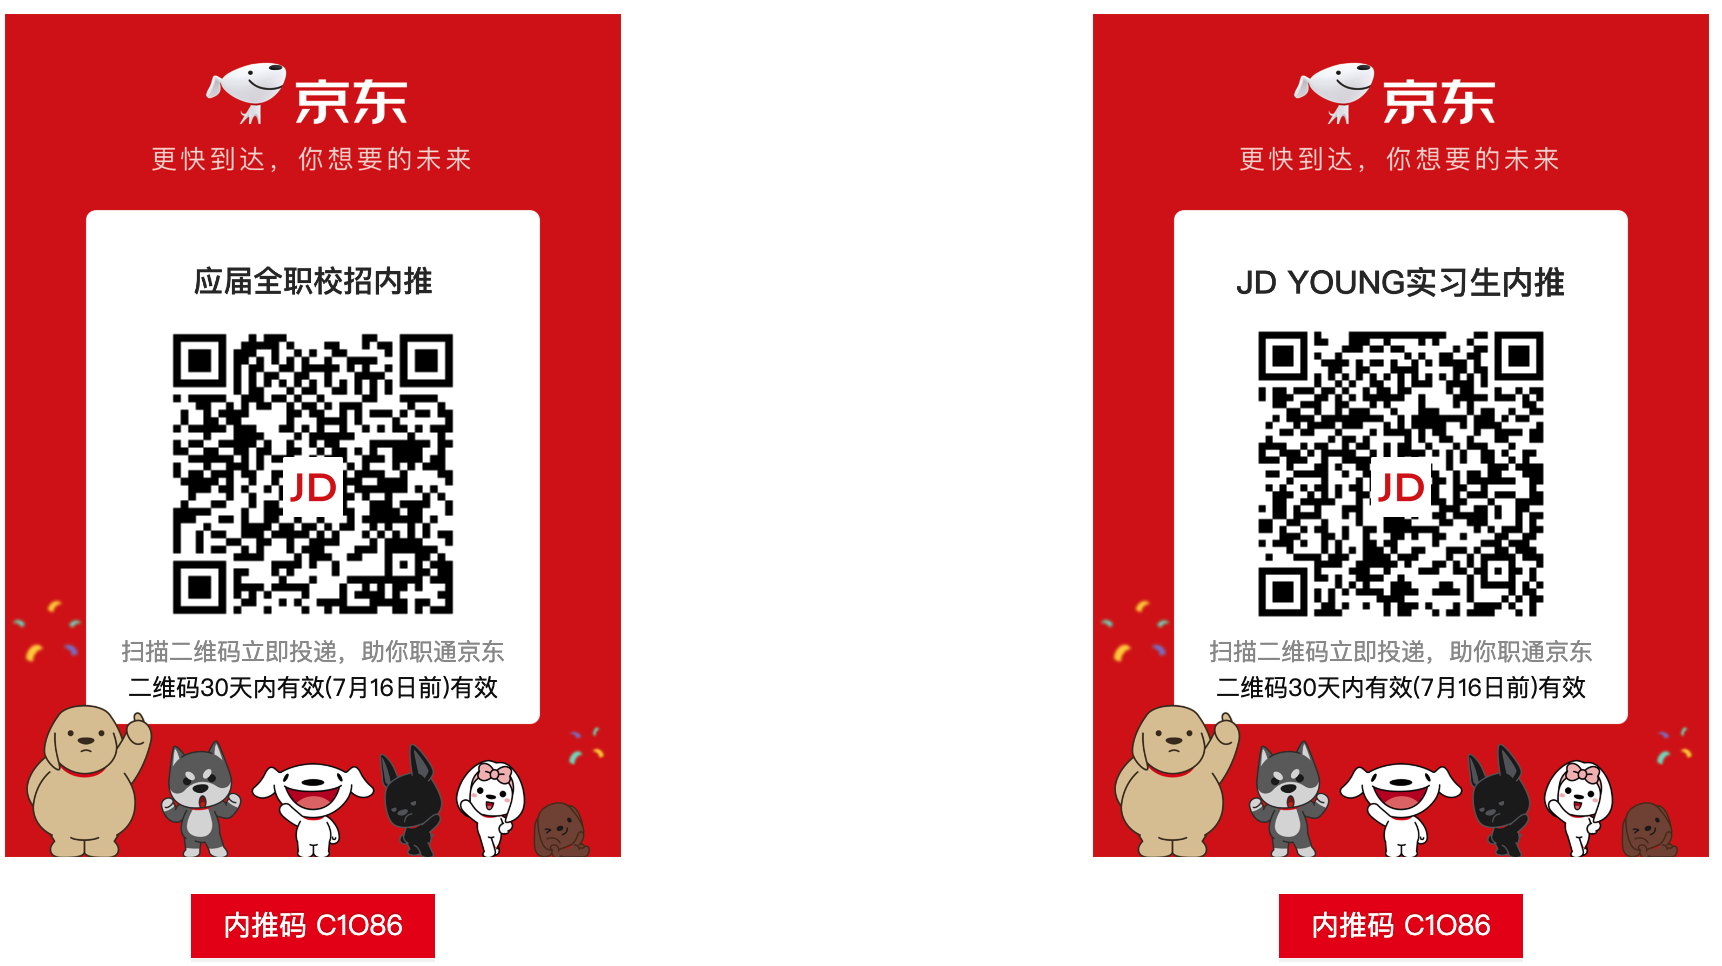 京东
更快到达，你想要的未来
应届全职校招内推
JD
扫描二维码立即投递，助你职通京东
二维码30天内有效(7月16日前)有效
内推码 C1O86
京东
更快到达，你想要的未来
JD YOUNG实习生内推
JD
扫描二维码立即投递，助你职通京东
二维码30天内有效(7月16日前)有效
内推码 C1O86